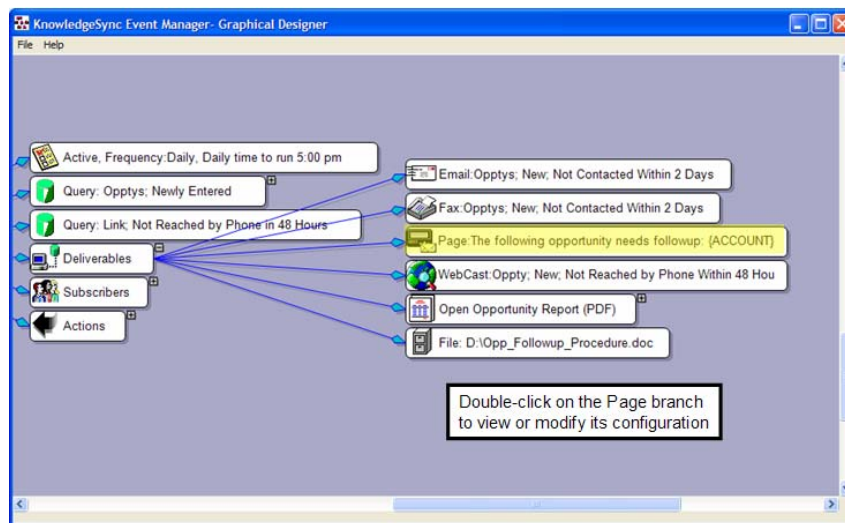 KnowledgeSync Event Manager- Graphical Designer
File Help
Active, Frequency:Daily, Daily time to run 5:00 pm
Query: Opptys; Newly Entered
Query: Link; Not Reached by Phone in 48 Hours
Deliverables
Subscribers
Actions
Email:Opptys; New; Not Contacted Within 2 Days
Fax:Opptys; New; Not Contacted Within 2 Days
Page:The following opportunity needs followup: {ACCOUNT}
WebCast:Oppty; New; Not Reached by Phone Within 48 Hou
Open Opportunity Report (PDF)
File: D:\Opp_Followup_Procedure.doc
Double-click on the Page branch
to view or modify its configuration